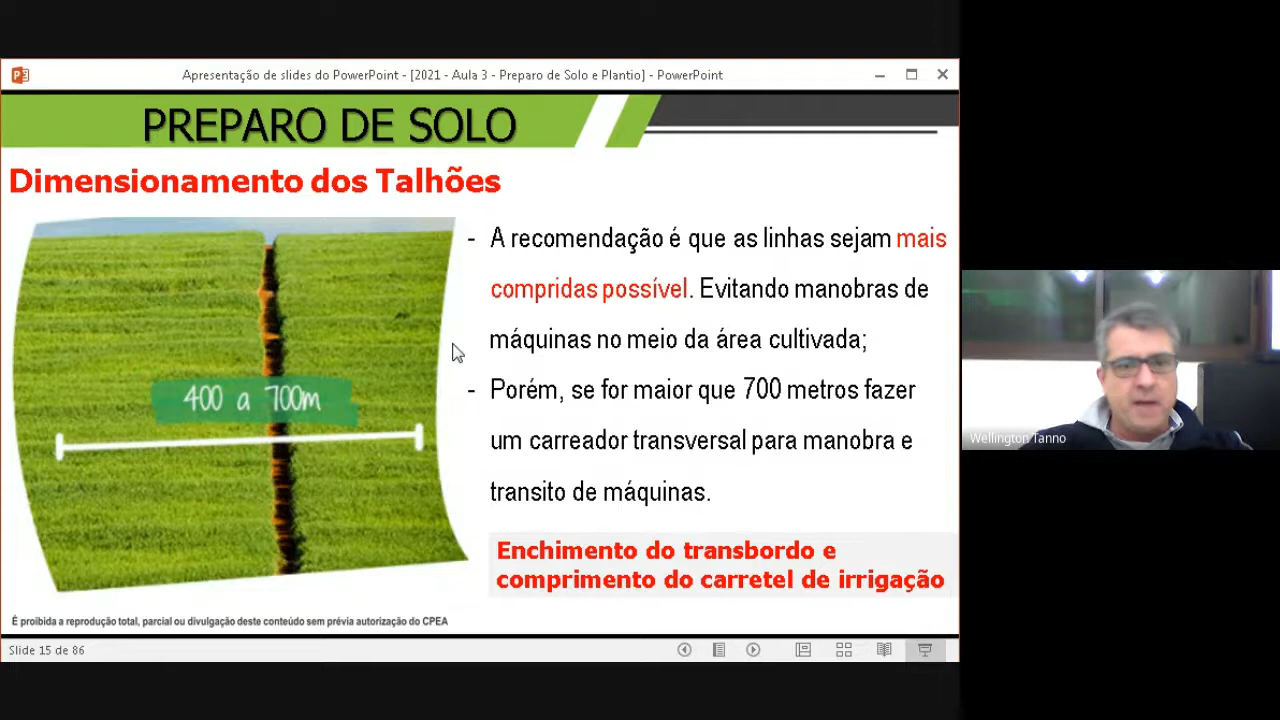 Apresentação de slides do PowerPoint - [2021 - Aula 3 - Preparo de Solo e Plantio] - PowerPoint
PREPARO DE SOLO
Dimensionamento dos Talhões
400 a 700m
- A recomendação é que as linhas sejam mais
compridas possível. Evitando manobras de
máquinas no meio da área cultivada;
- Porém, se for maior que 700 metros fazer
um carreador transversal para manobra e
transito de máquinas.
Enchimento do transbordo e
comprimento do carretel de irrigação
É proibida a reprodução total, parcial ou divulgação deste conteúdo sem prévia autorização do CPEA
Slide 15 de 86
Wellington Tanno